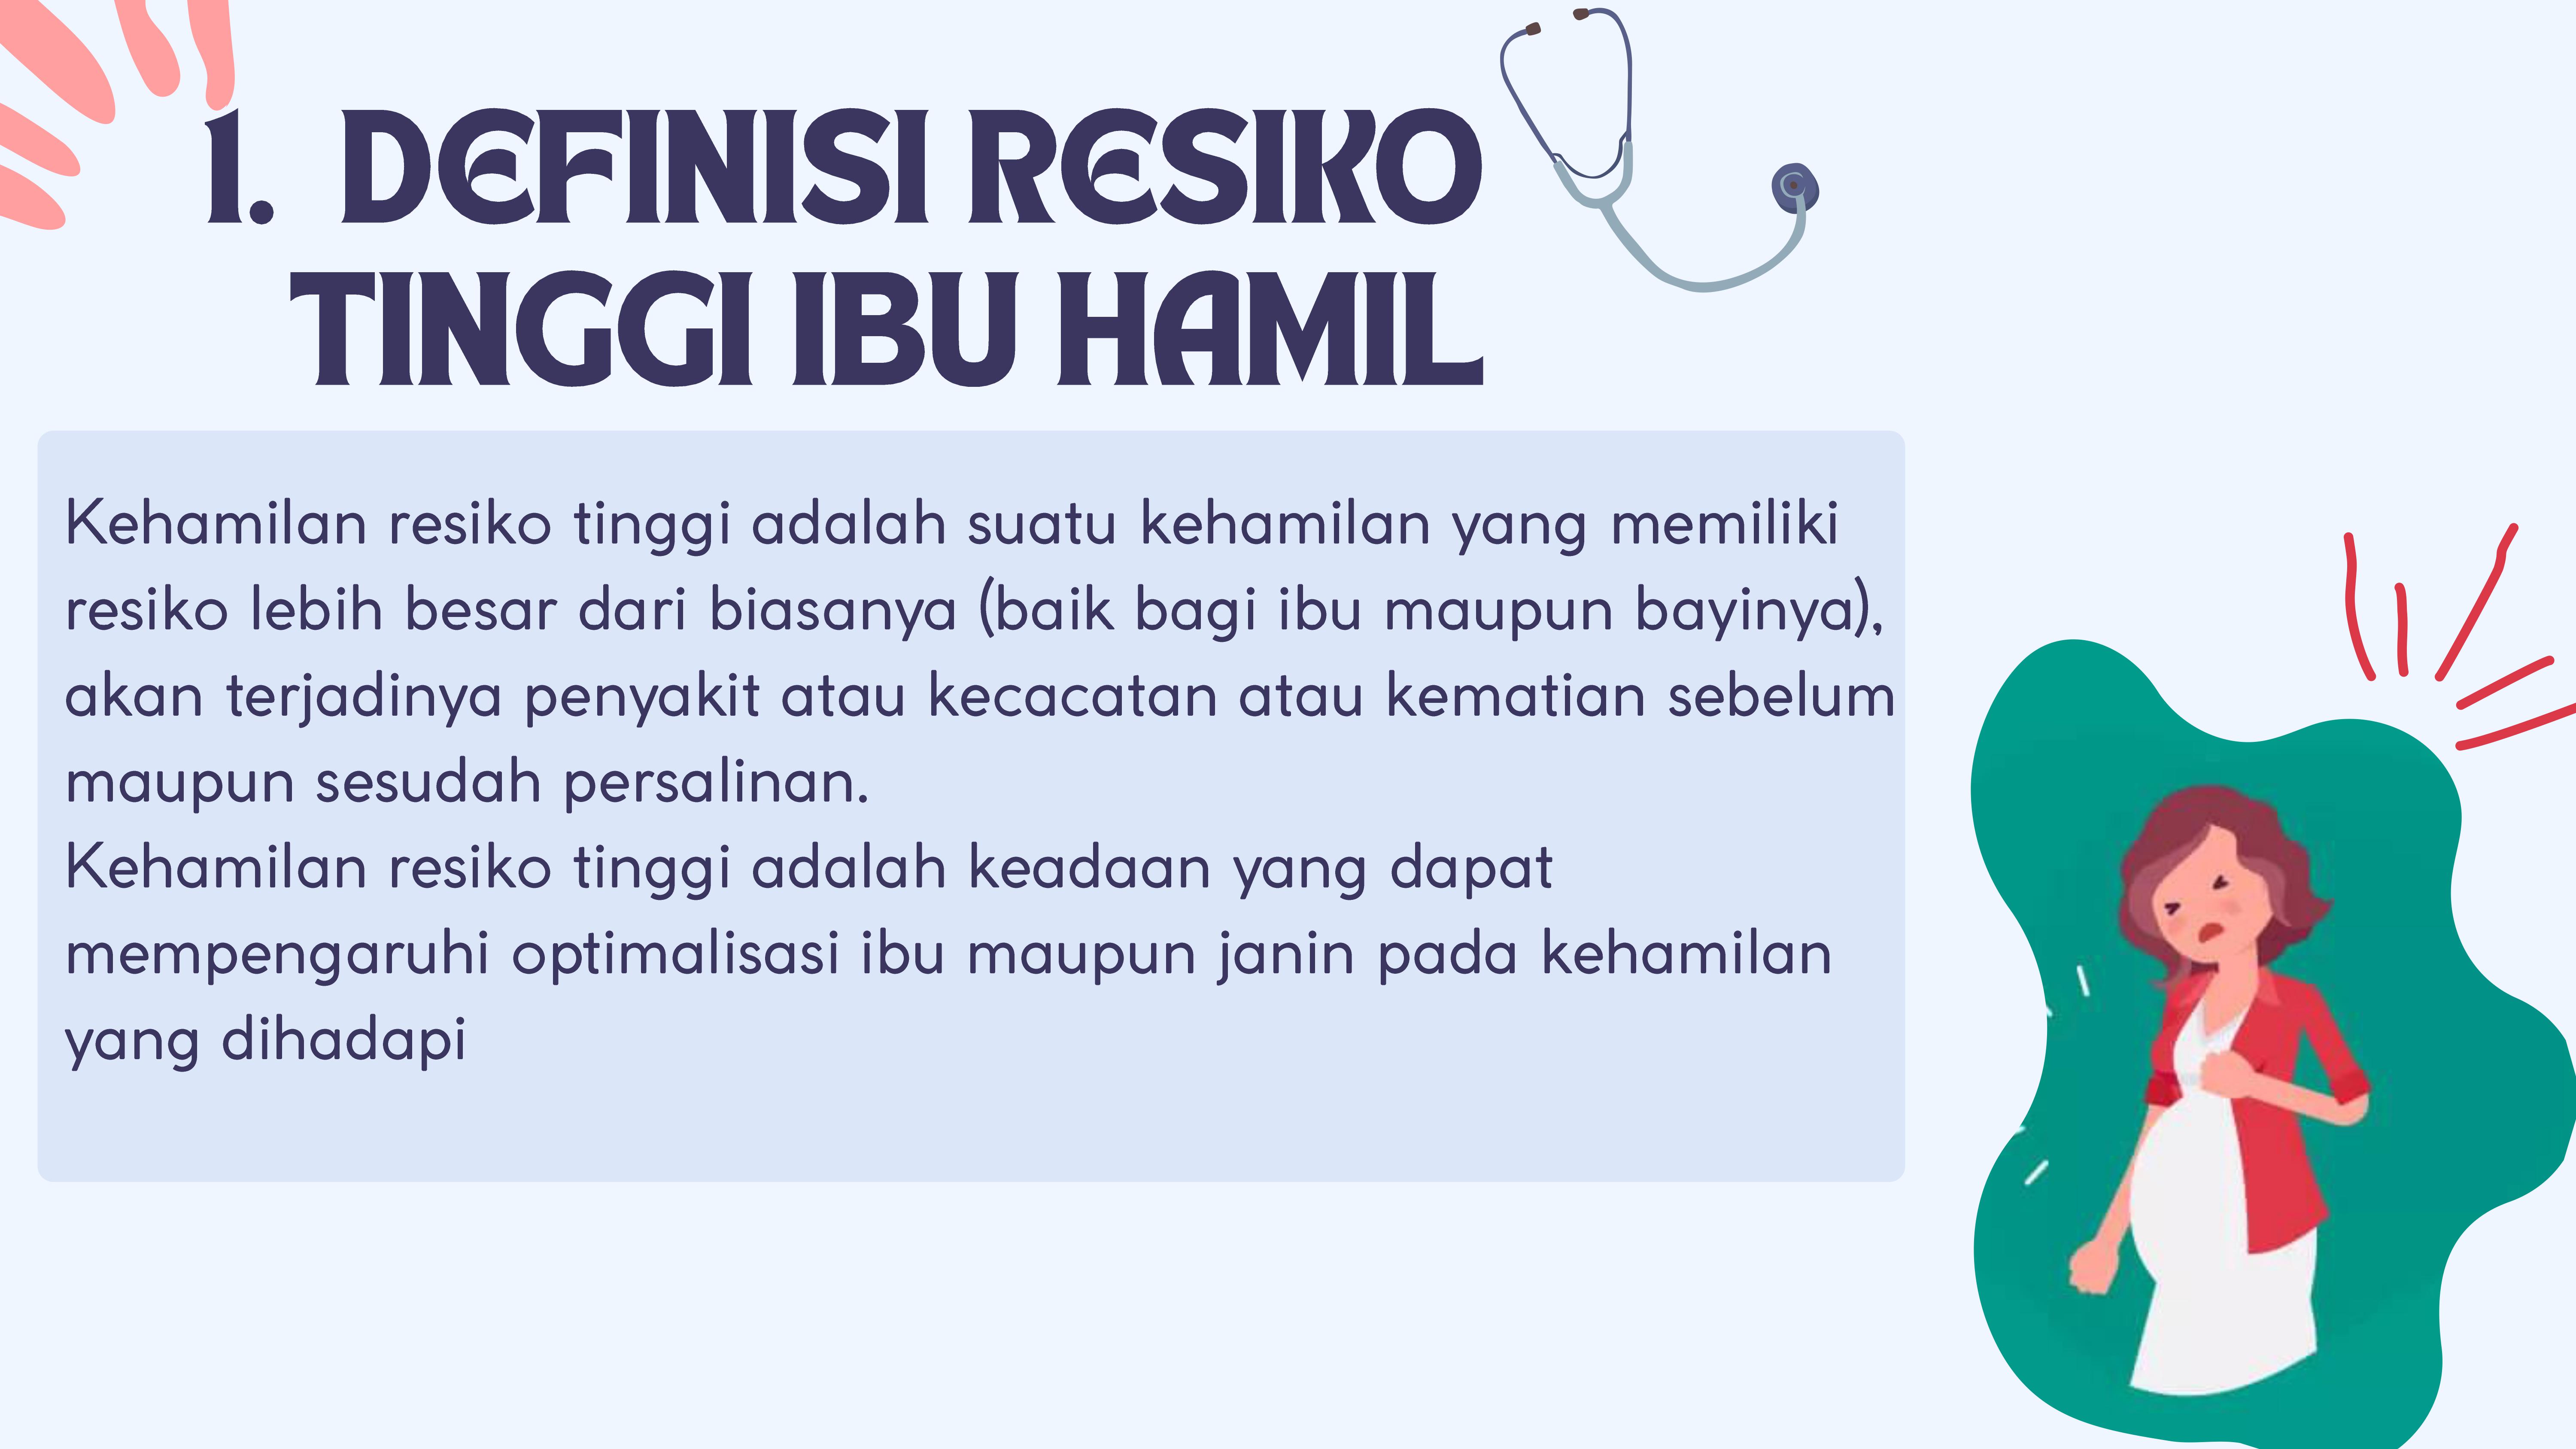 1. DEFINISI RESIKO
TINGGI IBU HAMIL
Kehamilan resiko tinggi adalah suatu kehamilan yang memiliki
resiko lebih besar dari biasanya (baik bagi ibu maupun bayinya),
akan terjadinya penyakit atau kecacatan atau kematian sebelum
maupun sesudah persalinan.
Kehamilan resiko tinggi adalah keadaan yang dapat
mempengaruhi optimalisasi ibu maupun janin pada kehamilan
yang dihadapi